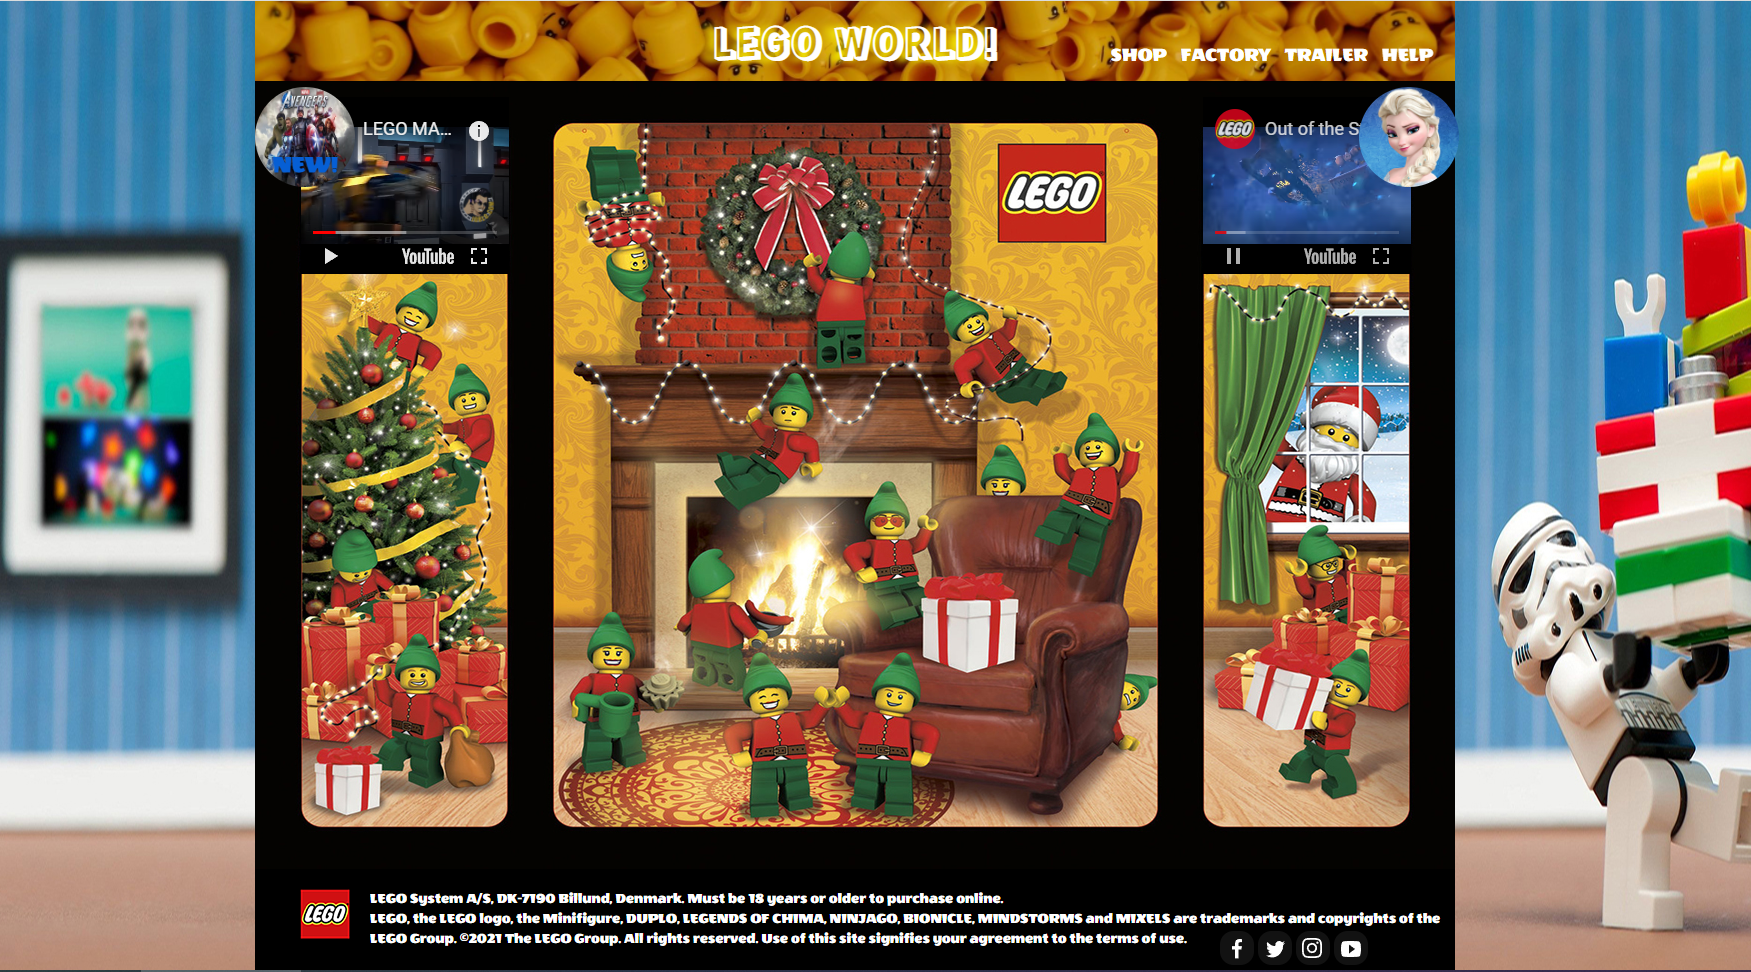 LEGO WORLD!
SHOP FACTORY TRAILER HELP
AVENGERS
NEW!
LEGO MA...
i
YouTube
LEGO
LEGO
Out of the S
YouTube
LEGO
LEGO System A/S, DK-7190 Billund, Denmark. Must be 18 years or older to purchase online.
LEGO, the LEGO logo, the Minifigure, DUPLO, LEGENDS OF CHIMA, NINJAGO, BIONICLE, MINDSTORMS and MIXELS are trademarks and copyrights of the
LEGO Group. ©2021 The LEGO Group. All rights reserved. Use of this site signifies your agreement to the terms of use.